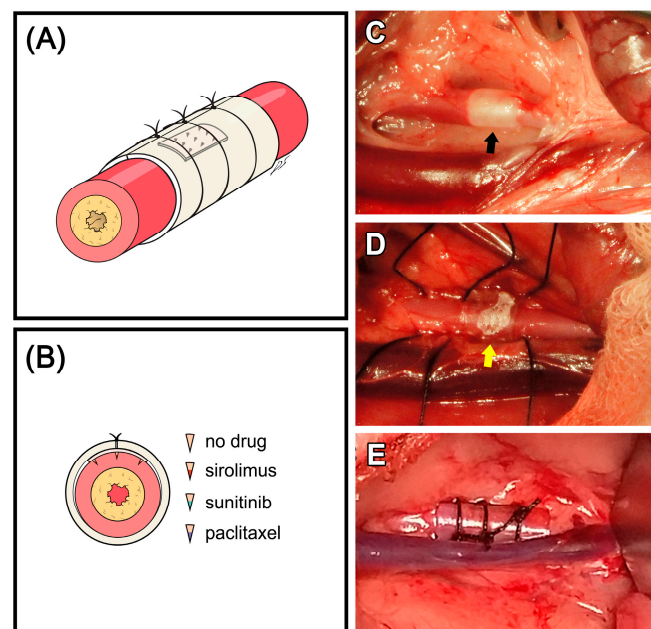 (A)
(B)
no drug
sirolimus
sunitinib
paclitaxel
C
D
E